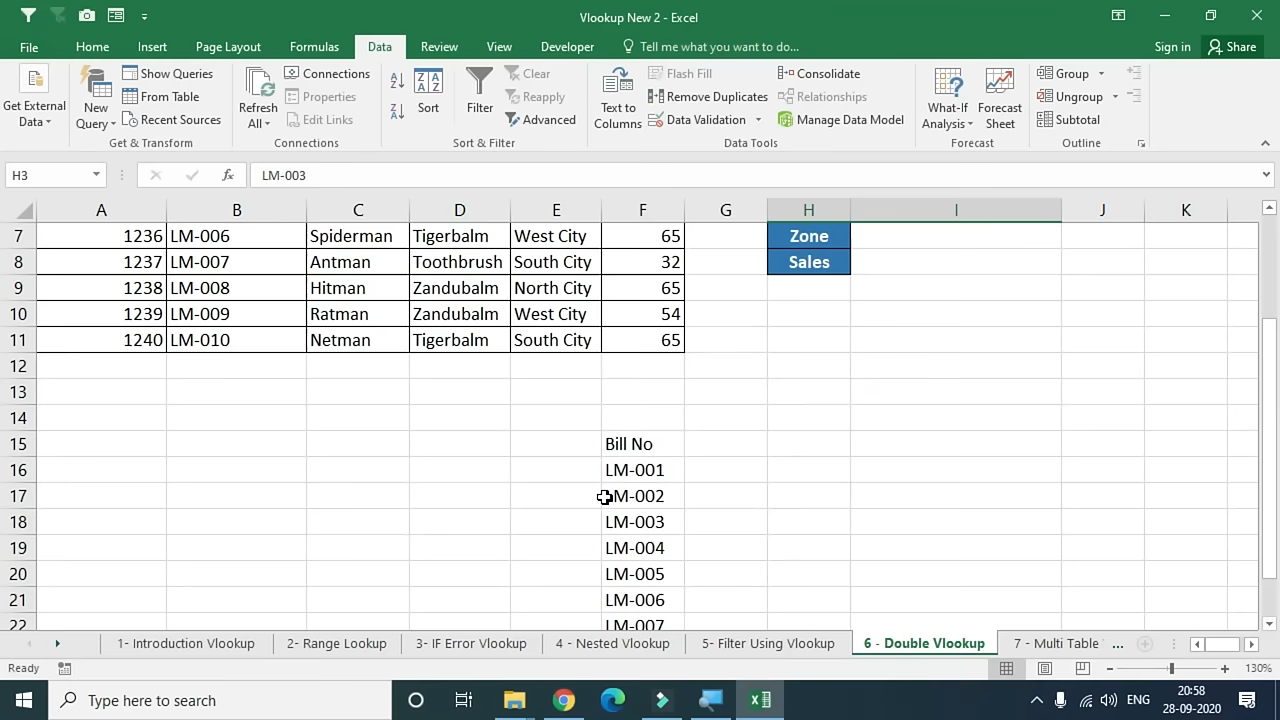 Vlookup New 2 - Excel
File Home Insert Page Layout Formulas Data Review View Developer Tell me what you want to do... Sign in Share
Get External Data
New Query
Show Queries
From Table
Recent Sources
Get & Transform
Refresh All
Connections
Properties
Edit Links
Connections
Sort
Filter
Clear
Reapply
Advanced
Sort & Filter
Text to Columns
Flash Fill
Remove Duplicates
Data Validation
Consolidate
Relationships
Manage Data Model
Data Tools
What-If Analysis
Forecast Sheet
Forecast
Group
Ungroup
Subtotal
Outline
H3 fx LM-003
A B C D E F G H I J K
7 1236 LM-006 Spiderman Tigerbalm West City 65 Zone
8 1237 LM-007 Antman Toothbrush South City 32 Sales
9 1238 LM-008 Hitman Zandubalm North City 65
10 1239 LM-009 Ratman Zandubalm West City 54
11 1240 LM-010 Netman Tigerbalm South City 65
12
13
14
15 Bill No
16 LM-001
17 LM-002
18 LM-003
19 LM-004
20 LM-005
21 LM-006
22 LM-007
1- Introduction Vlookup 2- Range Lookup 3- IF Error Vlookup 4 - Nested Vlookup 5- Filter Using Vlookup 6 - Double Vlookup 7 - Multi Table ...
Ready 130%
Type here to search ENG 20:58
28-09-2020